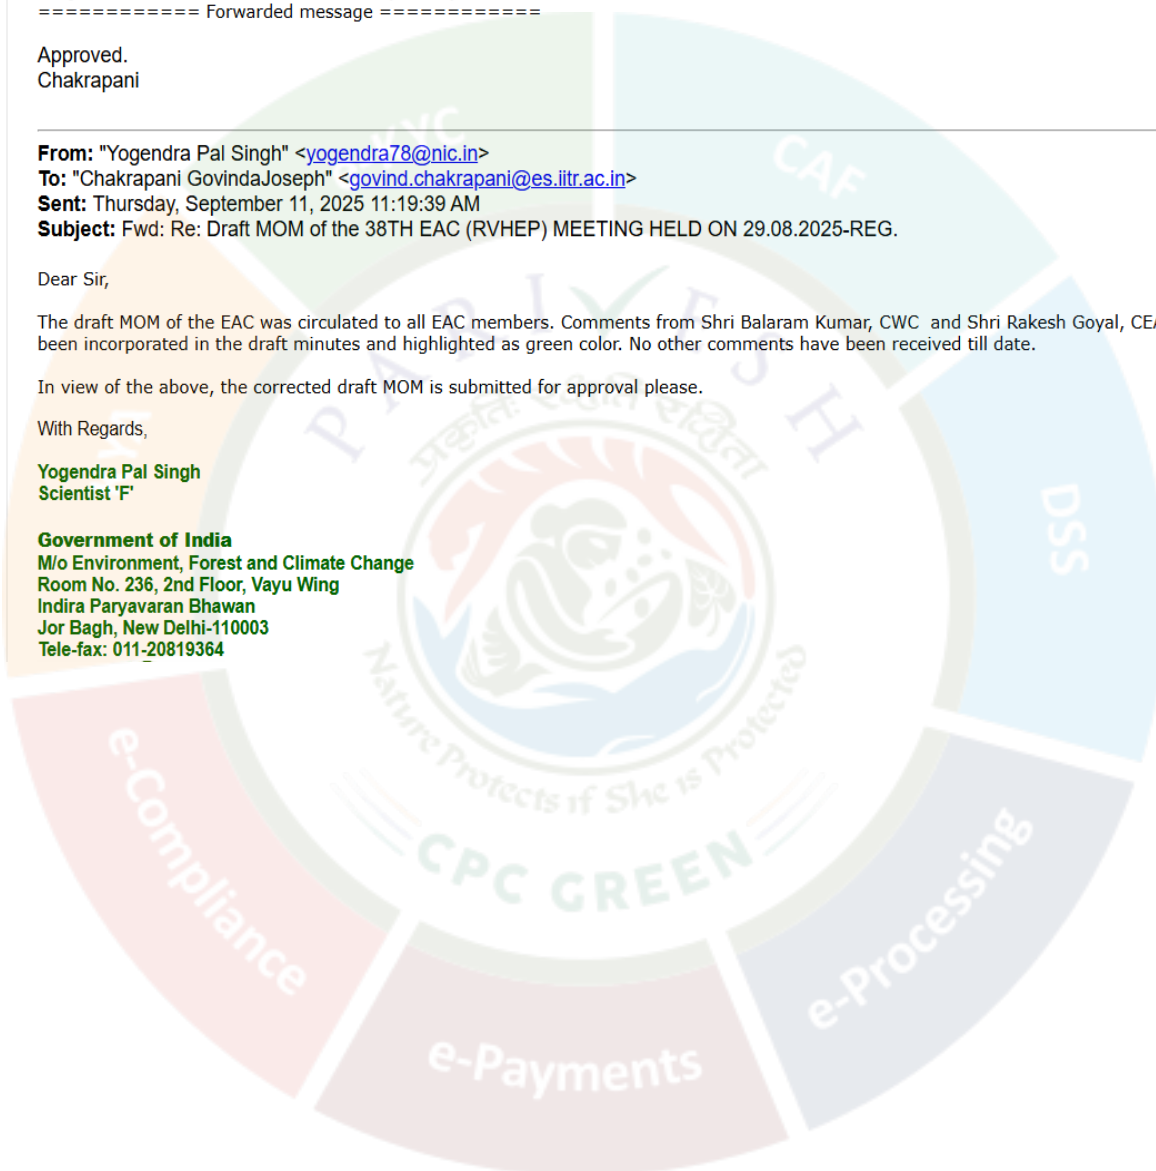 ============ Forwarded message ============
Approved.
Chakrapani
From: "Yogendra Pal Singh" <yogendra78@nic.in>
To: "Chakrapani GovindaJoseph" <govind.chakrapani@es.iitr.ac.in>
Sent: Thursday, September 11, 2025 11:19:39 AM
Subject: Fwd: Re: Draft MOM of the 38TH EAC (RVHEP) MEETING HELD ON 29.08.2025-REG.
Dear Sir,
The draft MOM of the EAC was circulated to all EAC members. Comments from Shri Balaram Kumar, CWC and Shri Rakesh Goyal, CEA
been incorporated in the draft minutes and highlighted as green color. No other comments have been received till date.
In view of the above, the corrected draft MOM is submitted for approval please.
With Regards,
Yogendra Pal Singh
Scientist 'F'
Government of India
M/o Environment, Forest and Climate Change
Room No. 236, 2nd Floor, Vayu Wing
Indira Paryavaran Bhawan
Jor Bagh, New Delhi-110003
Tele-fax: 011-20819364
KYC
CAF
DSS
PARIVESH
प्रकृतिः रक्षति रक्षिता
Nature Protects if She is Protected
CPC GREEN
e-Compliance
e-Payments
e-Processing